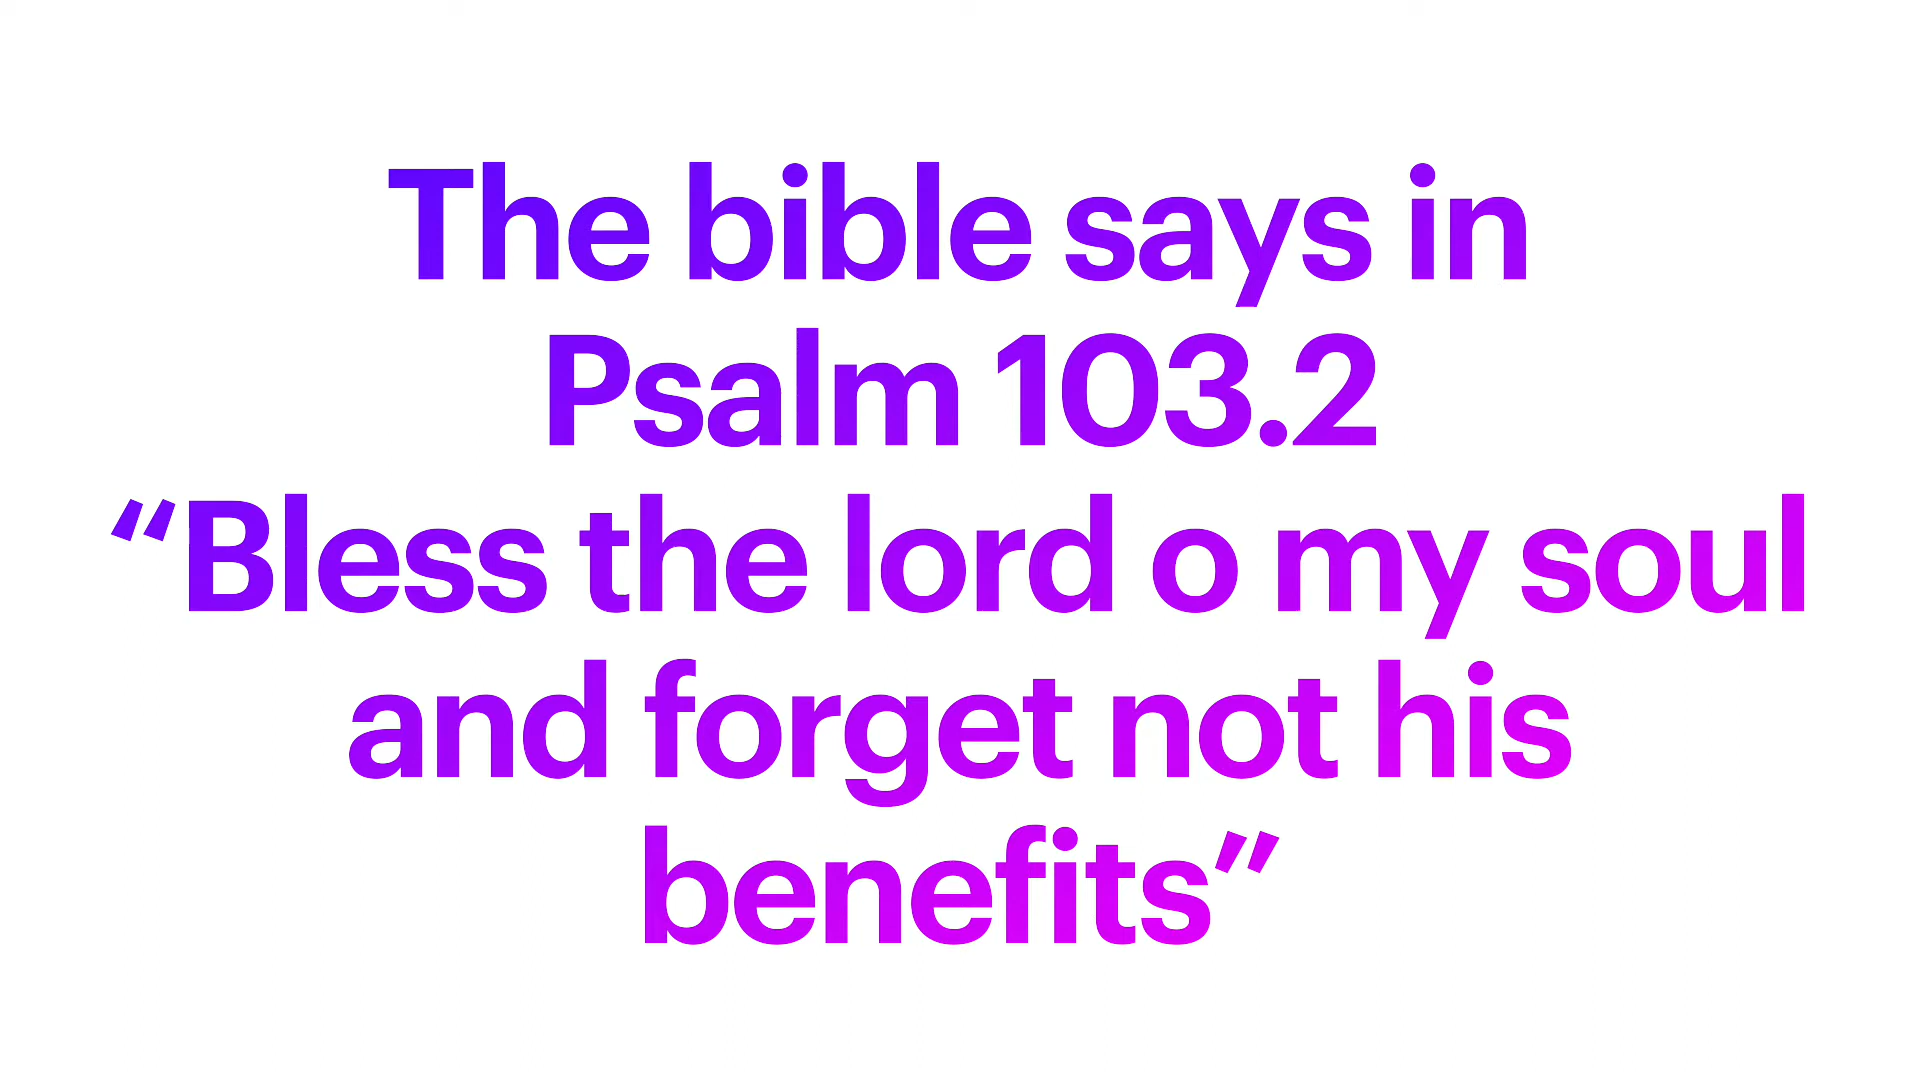 The bible says in
Psalm 103.2
“Bless the lord o my soul
and forget not his
benefits”